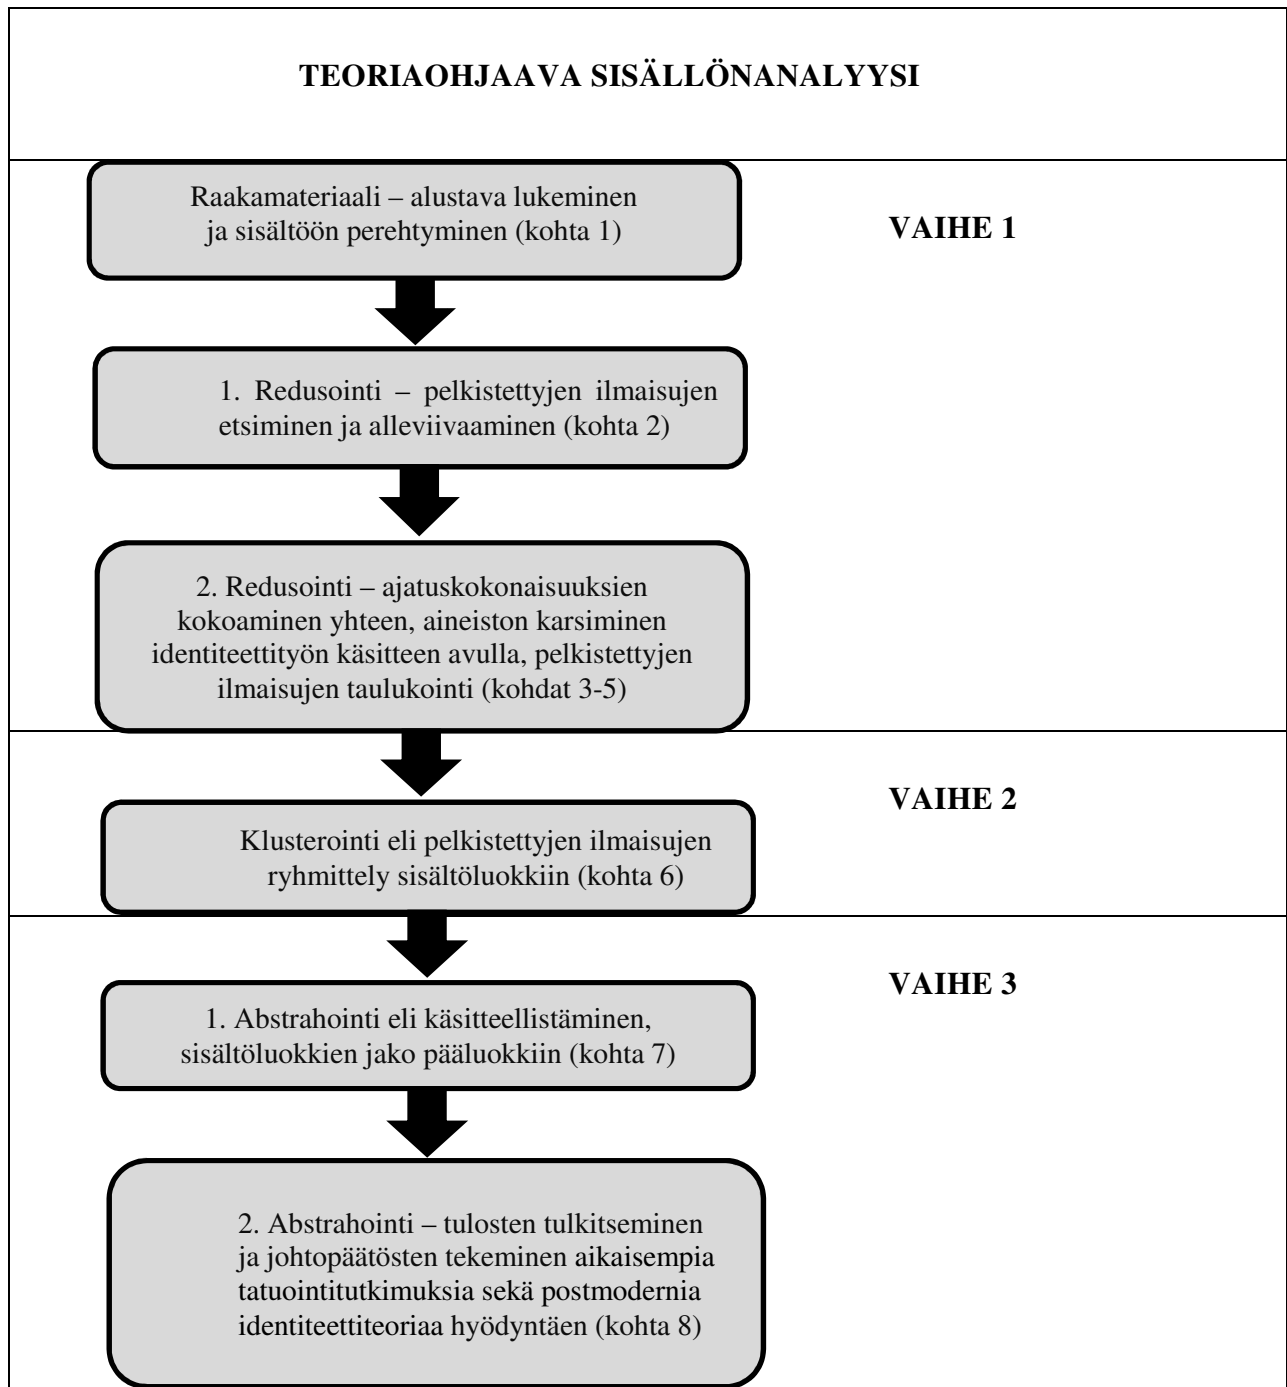 TEORIAOHJAAVA SISÄLLÖNANALYYSI
Raakamateriaali – alustava lukeminen
ja sisältöön perehtyminen (kohta 1)
VAIHE 1
1. Redusointi – pelkistettyjen ilmaisujen
etsiminen ja alleviivaaminen (kohta 2)
2. Redusointi – ajatuskokonaisuuksien
kokoaminen yhteen, aineiston karsiminen
identiteettityön käsitteen avulla, pelkistettyjen
ilmaisujen taulukointi (kohdat 3-5)
VAIHE 2
Klusterointi eli pelkistettyjen ilmaisujen
ryhmittely sisältöluokkiin (kohta 6)
VAIHE 3
1. Abstrahointi eli käsitteellistäminen,
sisältöluokkien jako pääluokkiin (kohta 7)
2. Abstrahointi – tulosten tulkitseminen
ja johtopäätösten tekeminen aikaisempia
tatuointitutkimuksia sekä postmodernia
identiteettiteoriaa hyödyntäen (kohta 8)